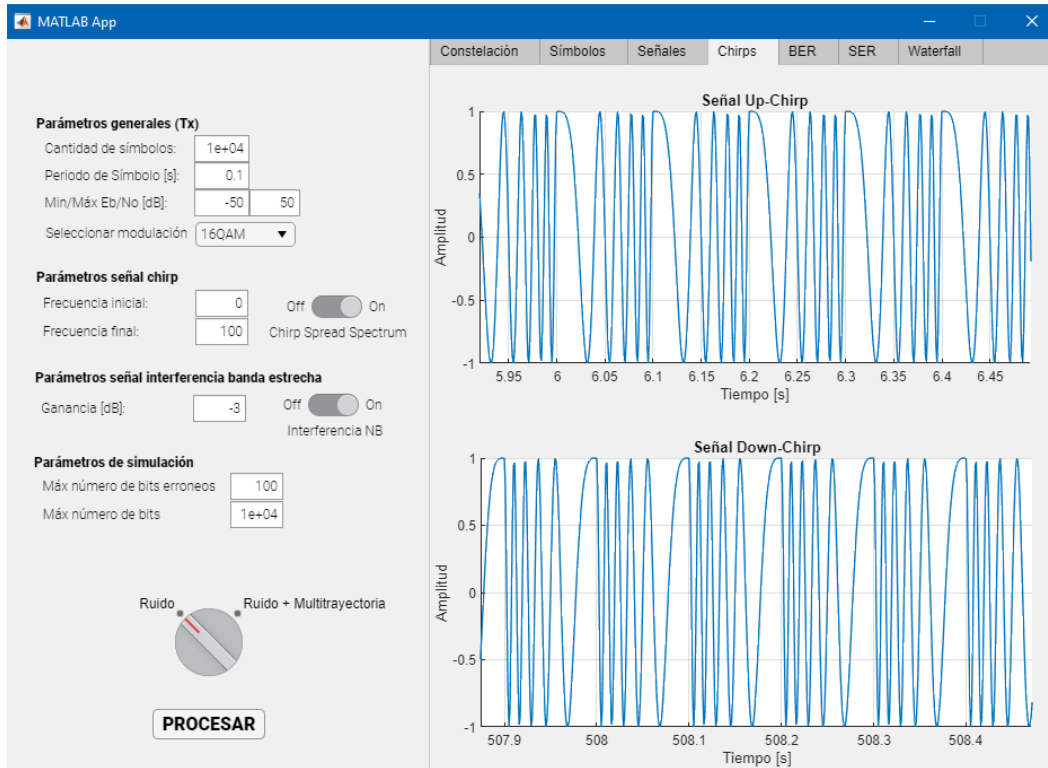 MATLAB App
Constelación Símbolos Señales Chirps BER SER Waterfall
Parámetros generales (Tx)
Cantidad de símbolos: 1e+04
Periodo de Símbolo [s]: 0.1
Min/Máx Eb/No [dB]: -50 50
Seleccionar modulación 16QAM
Parámetros señal chirp
Frecuencia inicial: 0 Off On
Frecuencia final: 100 Chirp Spread Spectrum
Parámetros señal interferencia banda estrecha
Ganancia [dB]: -3 Off On
Interferencia NB
Parámetros de simulación
Máx número de bits erroneos 100
Máx número de bits 1e+04
Ruido Ruido + Multitrayectoria
PROCESAR
Señal Up-Chirp
1
0.5
0
-0.5
-1
Amplitud
5.95 6 6.05 6.1 6.15 6.2 6.25 6.3 6.35 6.4 6.45
Tiempo [s]
Señal Down-Chirp
1
0.5
0
-0.5
-1
Amplitud
507.9 508 508.1 508.2 508.3 508.4
Tiempo [s]